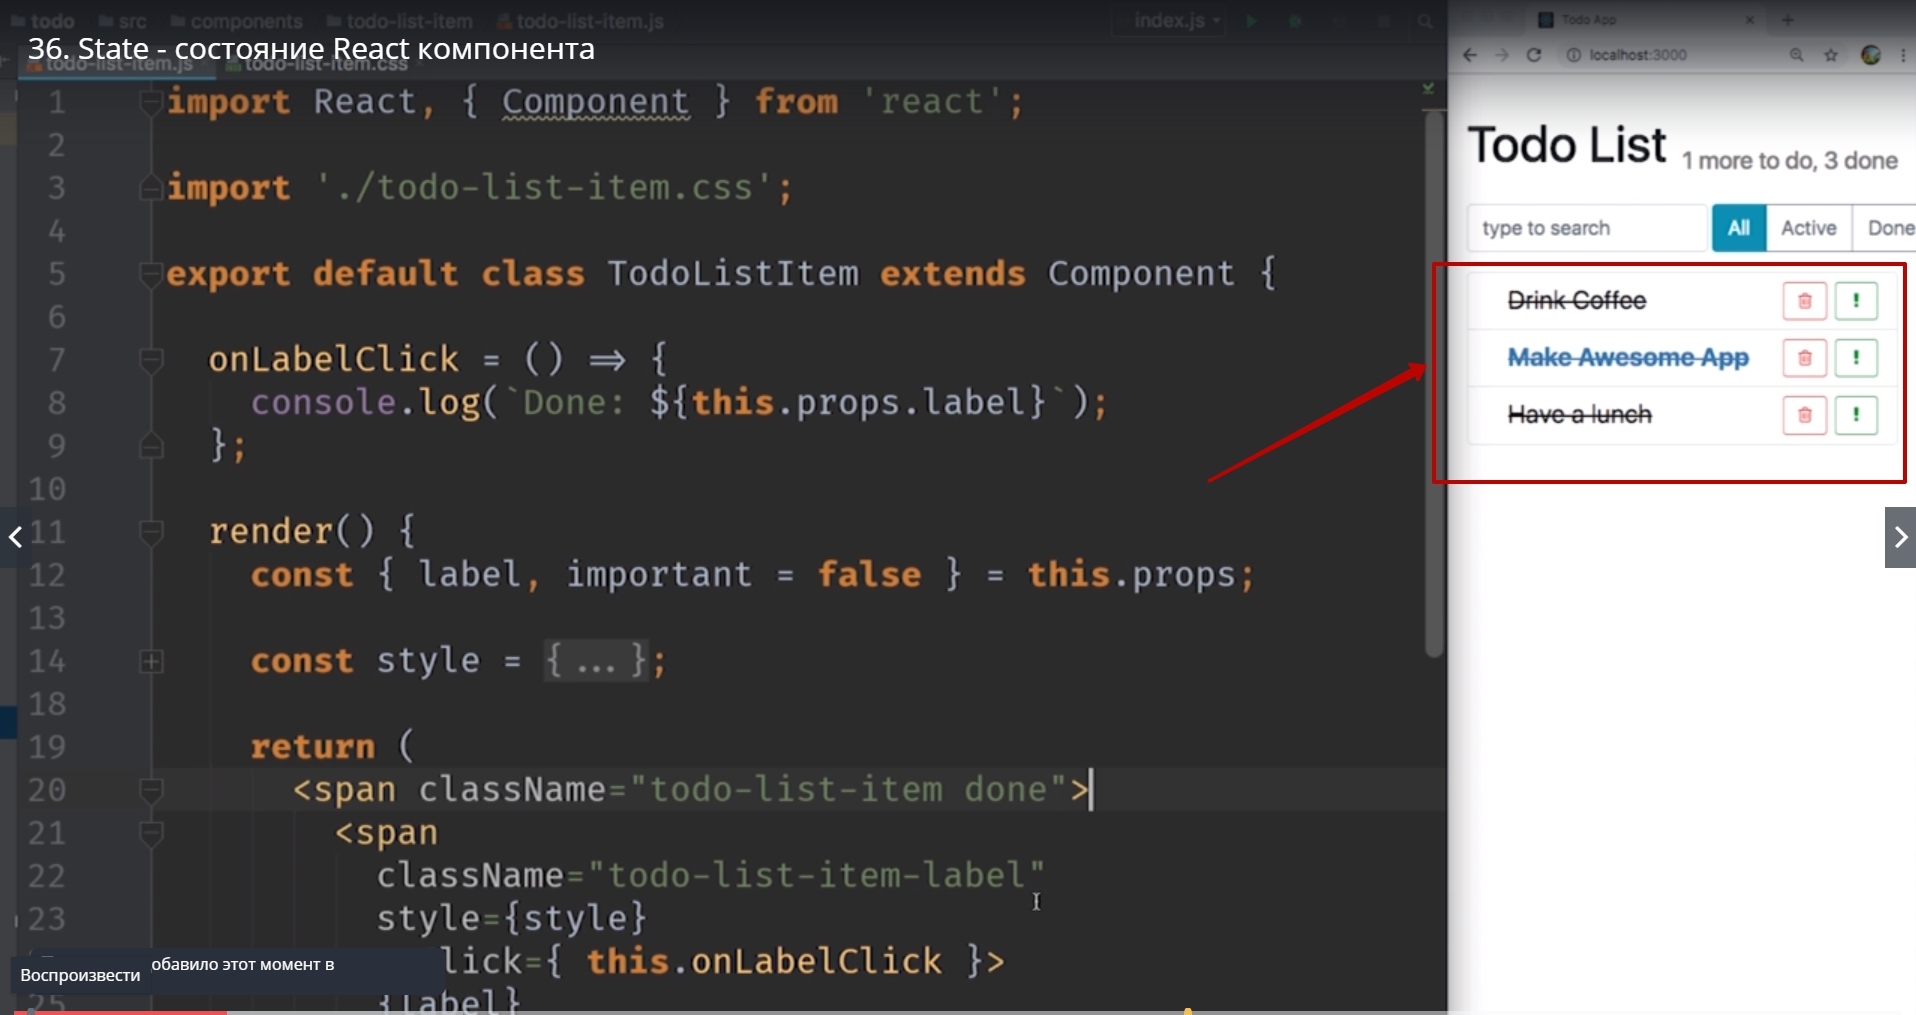 todo src components todo-list-item todo-list-item.js index.js
36. State - состояние React компонента
todo-list-item.js todo-list-item.css
1 import React, { Component } from 'react';
2
3 import './todo-list-item.css';
4
5 export default class TodoListItem extends Component {
6
7 onLabelClick = () => {
8 console.log(`Done: ${this.props.label}`);
9 };
10
11 render() {
12 const { label, important = false } = this.props;
13
14 const style = {...};
18
19 return (
20 <span className="todo-list-item done">
21 <span
22 className="todo-list-item-label"
23 style={style}
lick={ this.onLabelClick }>
25 {label}
Воспроизвести
обавило этот момент в
Todo App
localhost:3000
Todo List 1 more to do, 3 done
type to search All Active Done
Drink Coffee !
Make Awesome App !
Have a lunch !